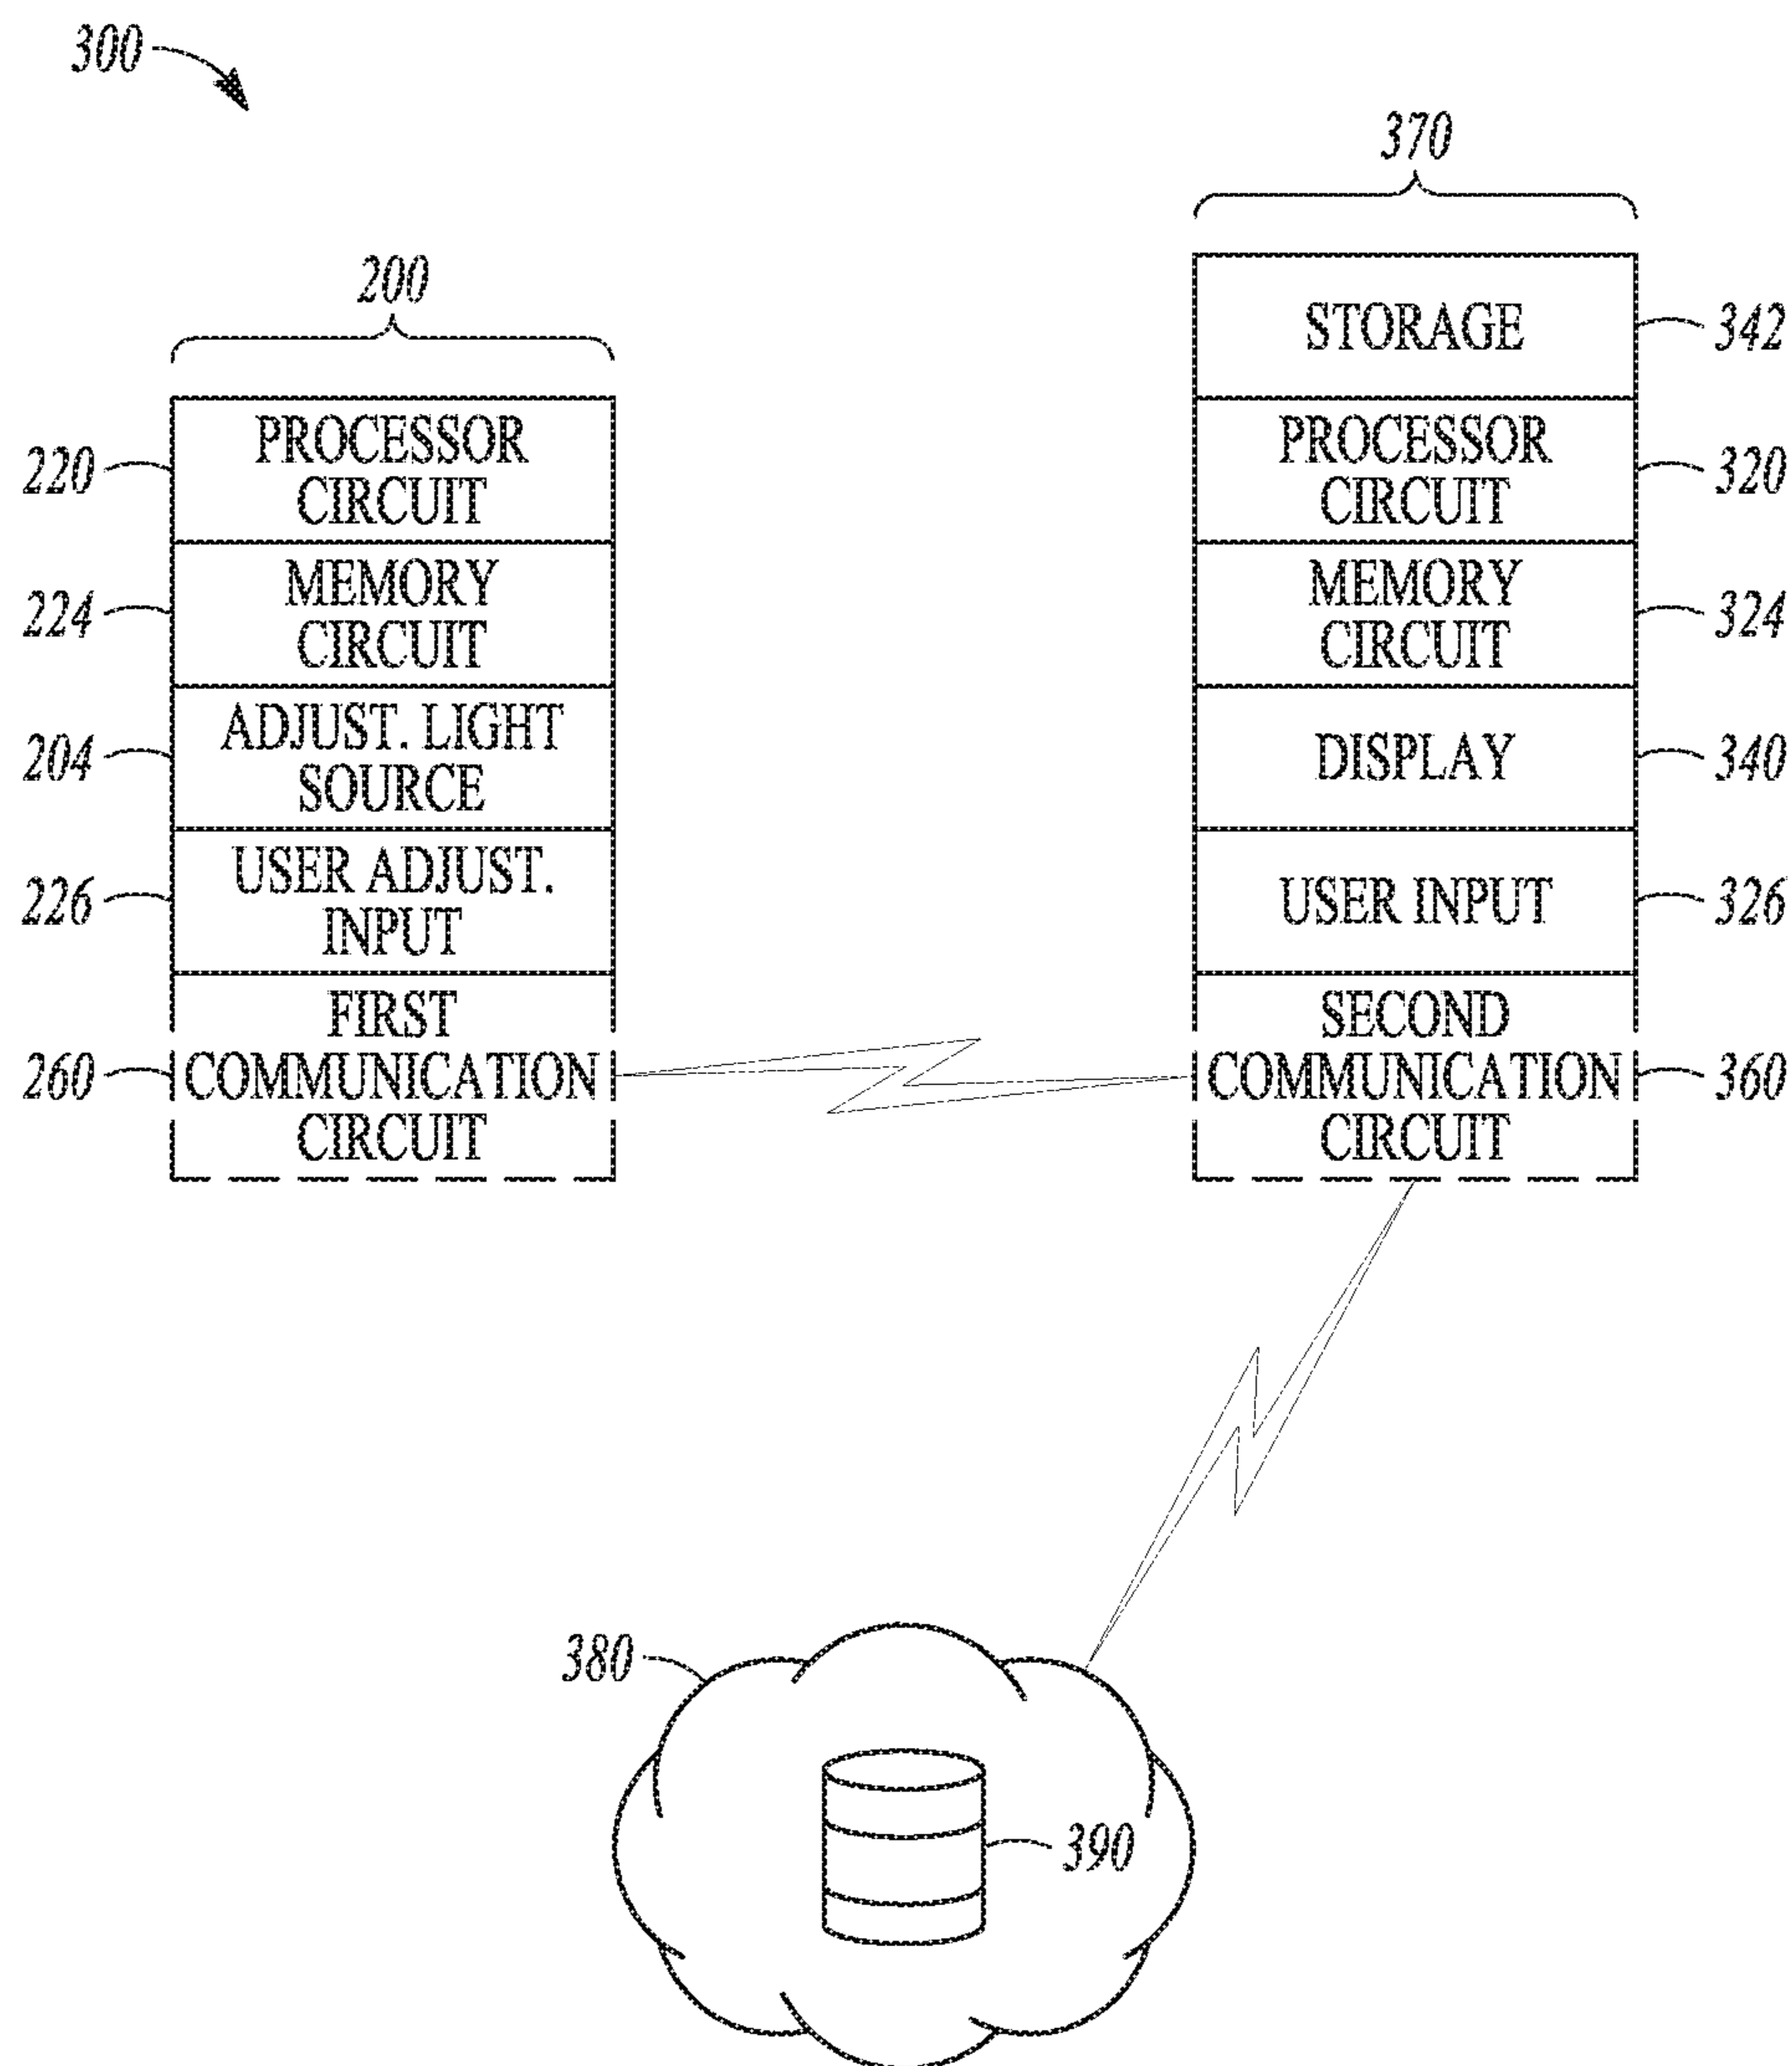 300
370
200
STORAGE
342
220
PROCESSOR
CIRCUIT
PROCESSOR
CIRCUIT
320
224
MEMORY
CIRCUIT
MEMORY
CIRCUIT
324
204
ADJUST. LIGHT
SOURCE
DISPLAY
340
226
USER ADJUST.
INPUT
USER INPUT
326
260
FIRST
COMMUNICATION
CIRCUIT
SECOND
COMMUNICATION
CIRCUIT
360
380
390